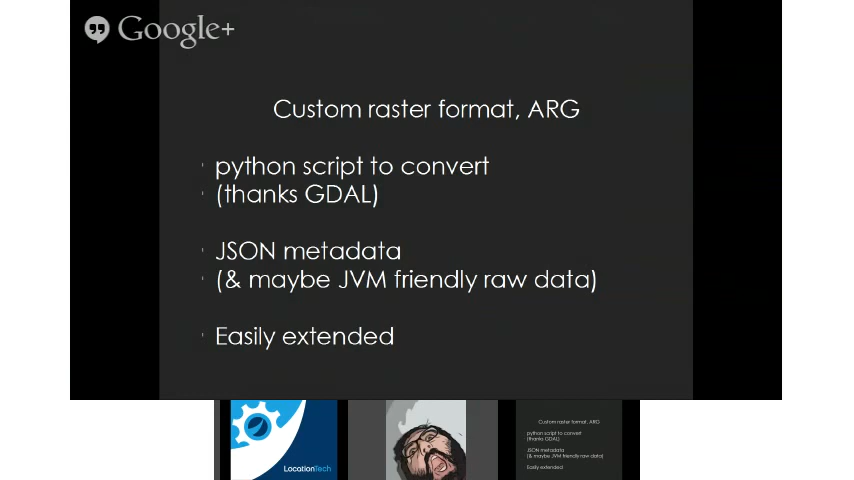 Google+
Custom raster format, ARG
python script to convert
(thanks GDAL)
JSON metadata
(& maybe JVM friendly raw data)
Easily extended
LocationTech
Custom raster format, ARG
python script to convert
(thanks GDAL)
JSON metadata
(& maybe JVM friendly raw data)
Easily extended